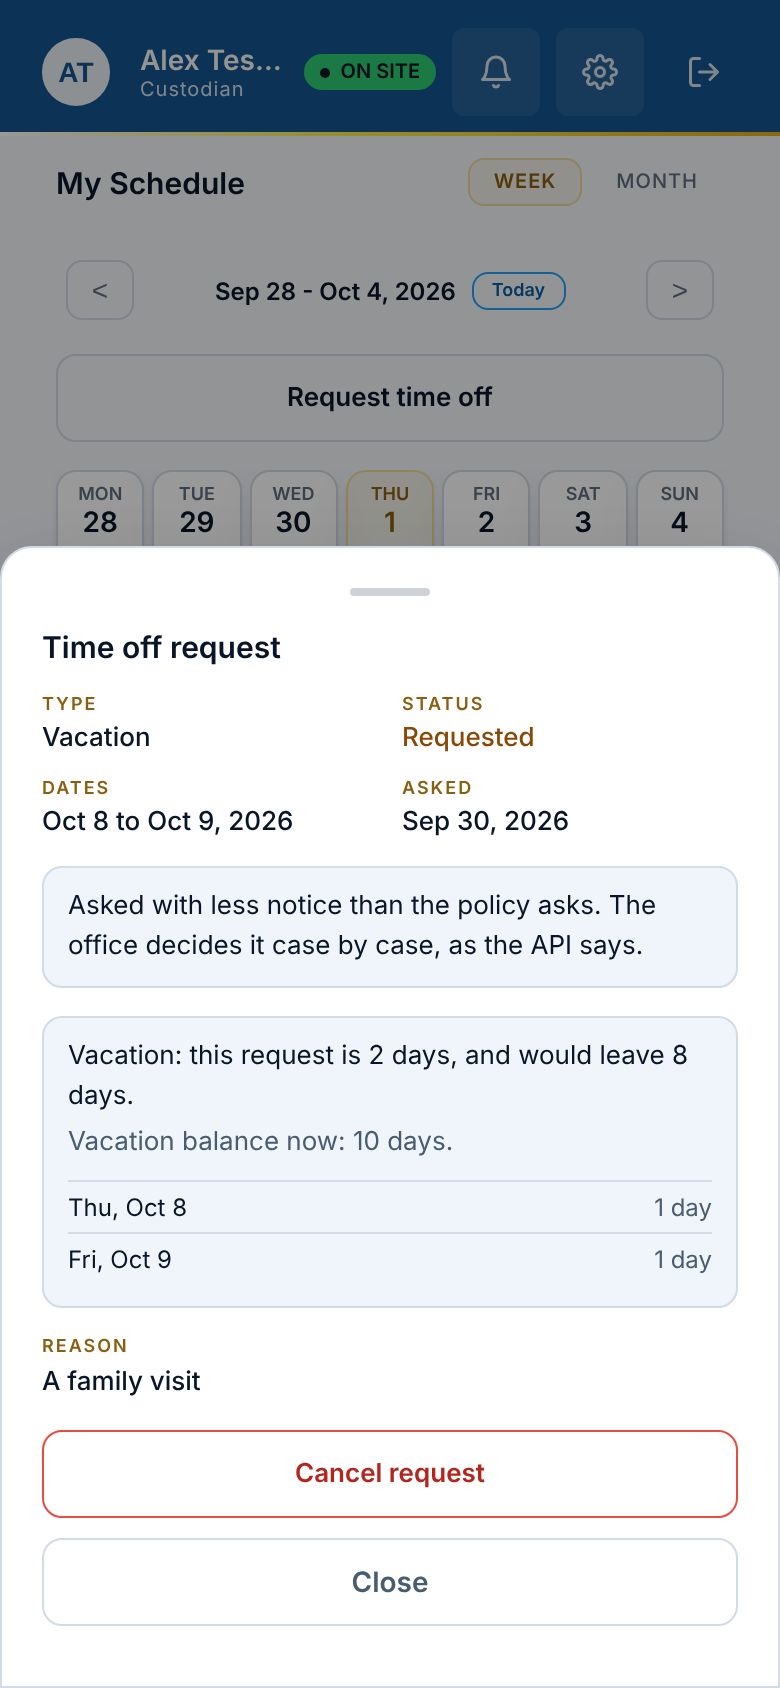 AT
Alex Tes...
Custodian
ON SITE
My Schedule
WEEK
MONTH
<
Sep 28 - Oct 4, 2026
Today
>
Request time off
MON
28
TUE
29
WED
30
THU
1
FRI
2
SAT
3
SUN
4
Time off request
TYPE
Vacation
STATUS
Requested
DATES
Oct 8 to Oct 9, 2026
ASKED
Sep 30, 2026
Asked with less notice than the policy asks. The
office decides it case by case, as the API says.
Vacation: this request is 2 days, and would leave 8
days.
Vacation balance now: 10 days.
Thu, Oct 8 1 day
Fri, Oct 9 1 day
REASON
A family visit
Cancel request
Close